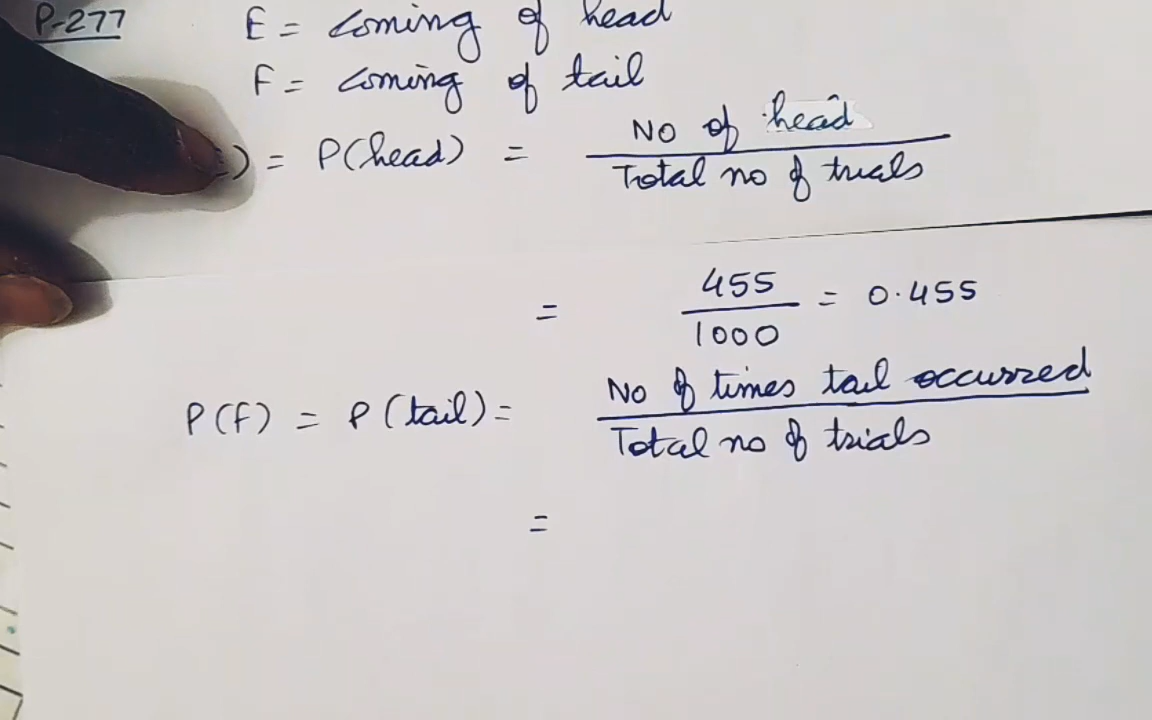 P-277
E = coming of head
F = coming of tail
) = P(head) = No of head / Total no of trials
= 455 / 1000 = 0.455
P(F) = P(tail) = No of times tail occurred / Total no of trials
=